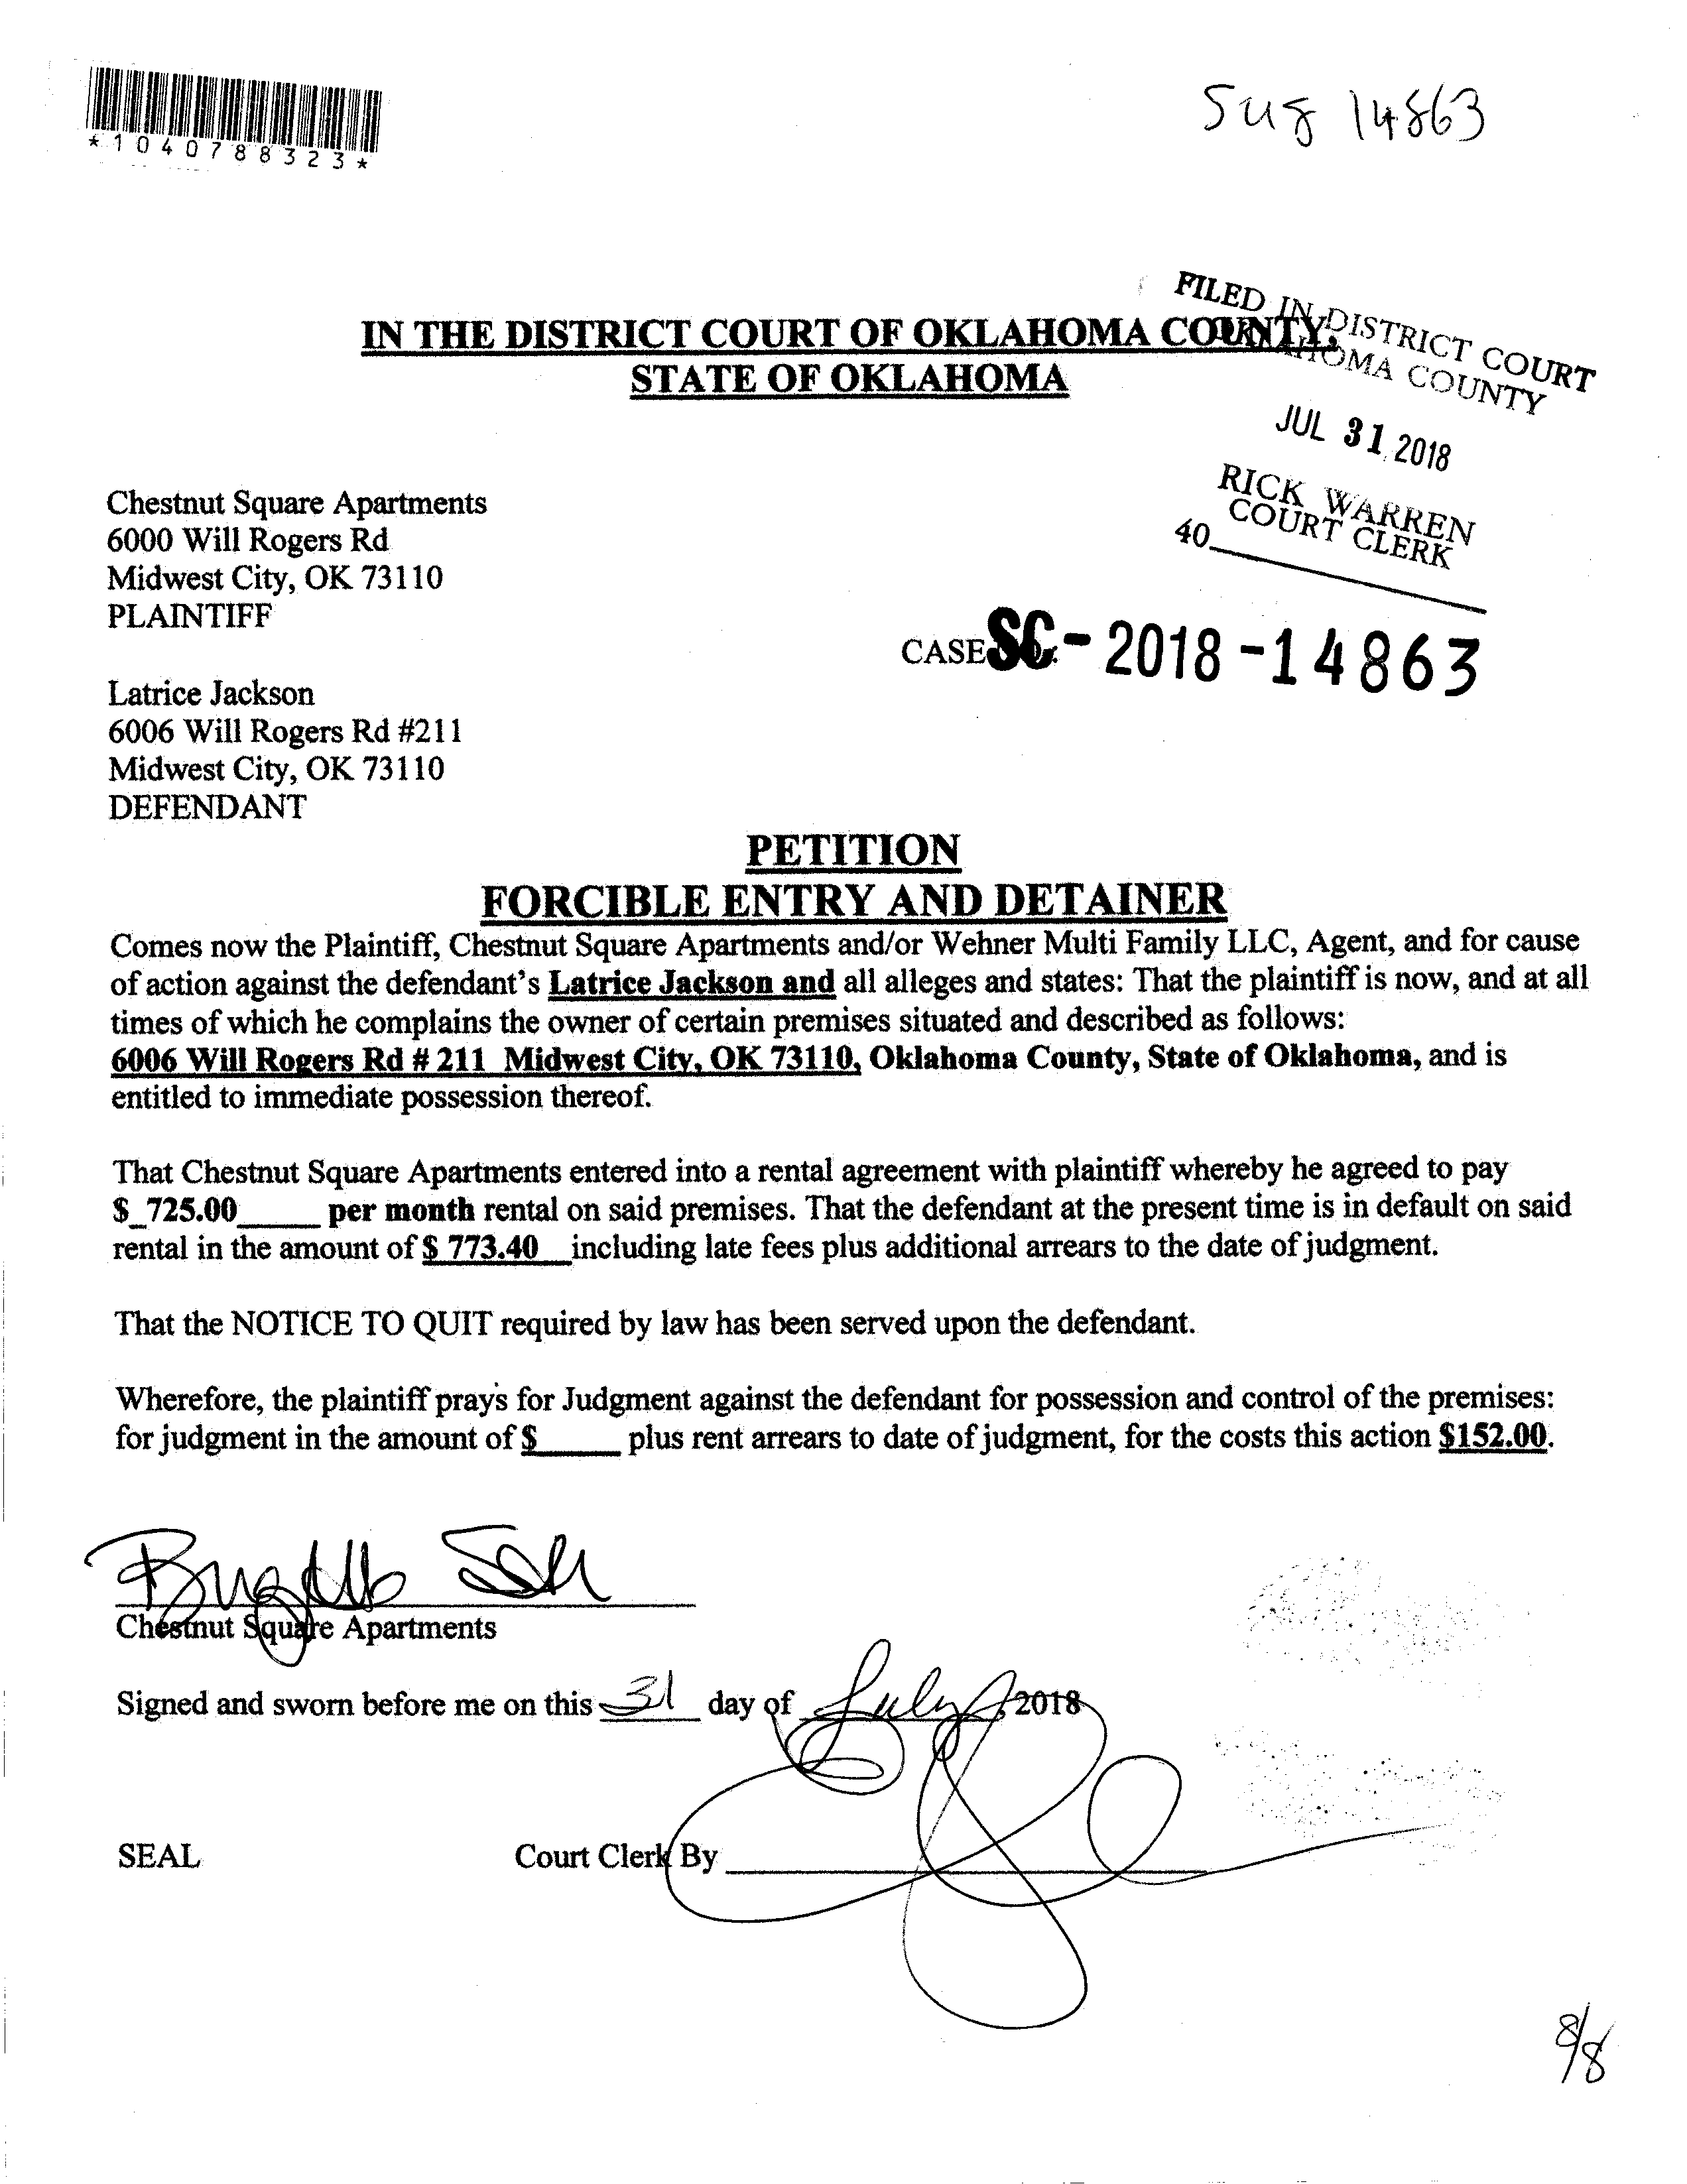 *1040788323*
14863
FILED IN DISTRICT COURT
OKLAHOMA COUNTY
IN THE DISTRICT COURT OF OKLAHOMA COUNTY,
STATE OF OKLAHOMA
JUL 31 2018
RICK WARREN
COURT CLERK
40
Chestnut Square Apartments
6000 Will Rogers Rd
Midwest City, OK 73110
PLAINTIFF
CASE SC-2018-14863
Latrice Jackson
6006 Will Rogers Rd #211
Midwest City, OK 73110
DEFENDANT
PETITION
FORCIBLE ENTRY AND DETAINER
Comes now the Plaintiff, Chestnut Square Apartments and/or Wehner Multi Family LLC, Agent, and for cause
of action against the defendant's Latrice Jackson and all alleges and states: That the plaintiff is now, and at all
times of which he complains the owner of certain premises situated and described as follows:
6006 Will Rogers Rd # 211 Midwest City, OK 73110, Oklahoma County, State of Oklahoma, and is
entitled to immediate possession thereof.
That Chestnut Square Apartments entered into a rental agreement with plaintiff whereby he agreed to pay
$_725.00_____ per month rental on said premises. That the defendant at the present time is in default on said
rental in the amount of $ 773.40__including late fees plus additional arrears to the date of judgment.
That the NOTICE TO QUIT required by law has been served upon the defendant.
Wherefore, the plaintiff pray's for Judgment against the defendant for possession and control of the premises:
for judgment in the amount of $_____ plus rent arrears to date of judgment, for the costs this action $152.00.
Chestnut Square Apartments
Signed and sworn before me on this 31 day of July, 2018
SEAL Court Clerk By
8/8